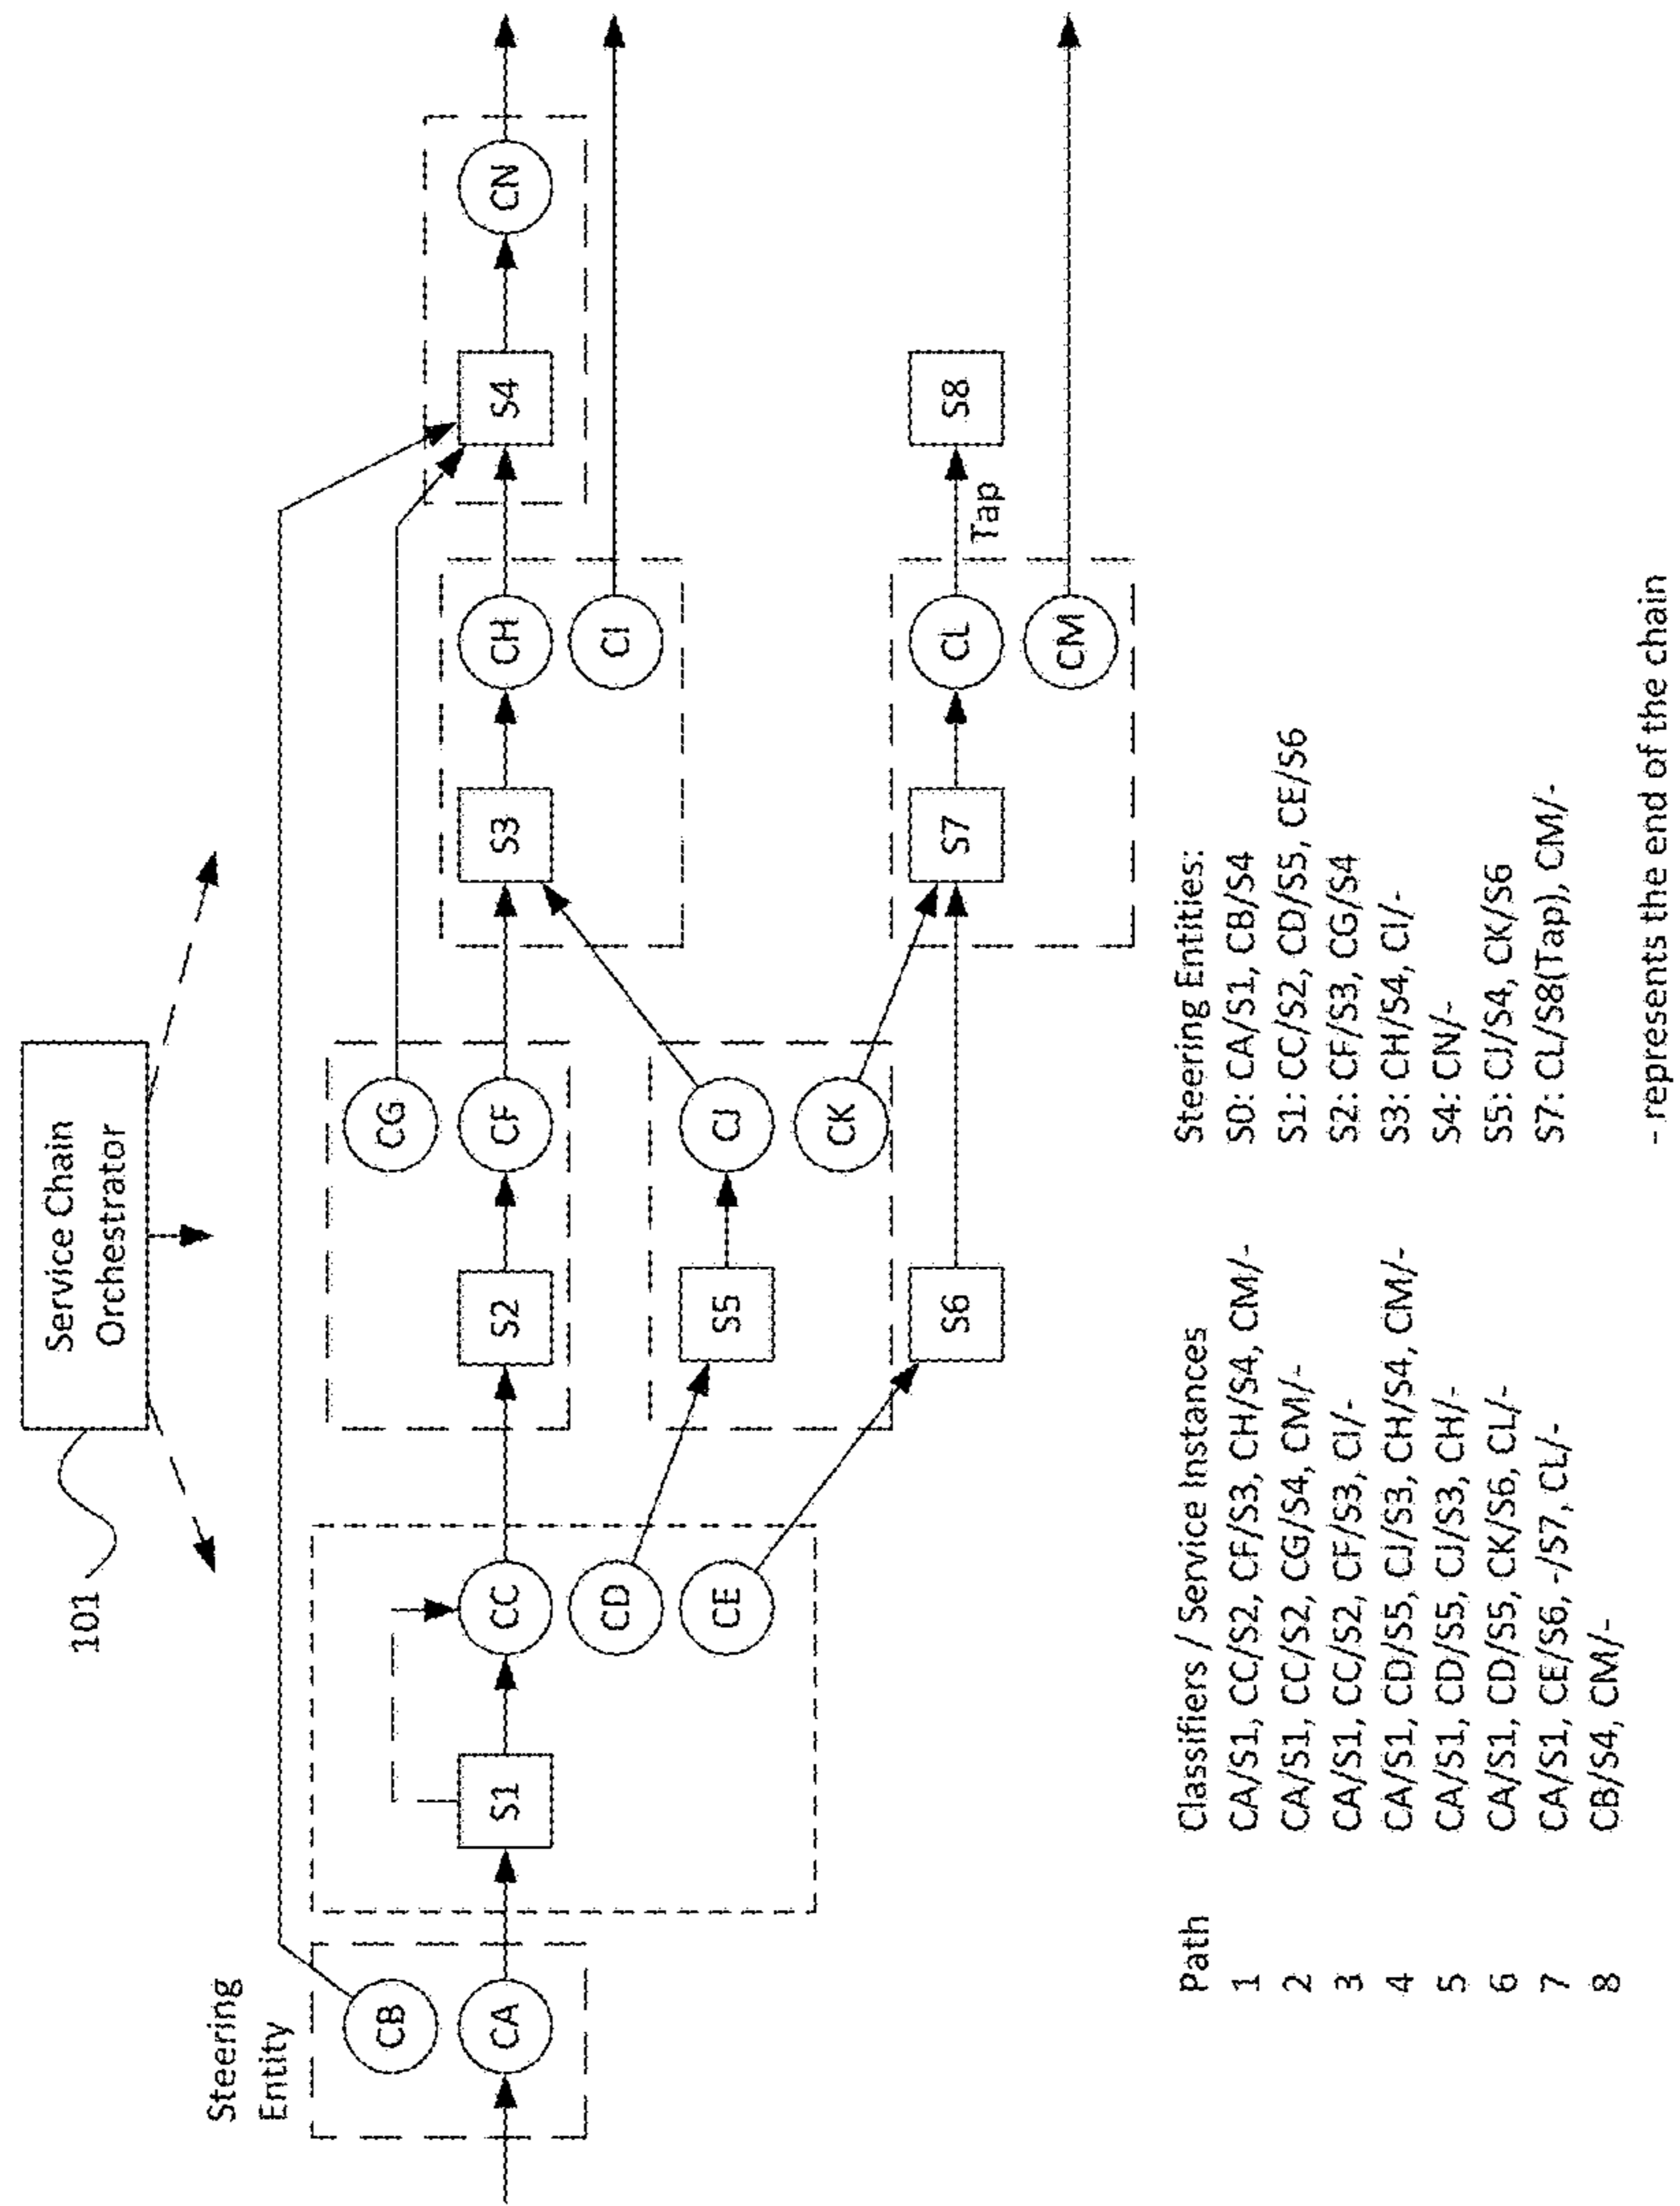 Service Chain
Orchestrator
101
Steering
Entity
CB
CA
S1
CC
CD
CE
S2
CG
CF
S5
CJ
CK
S6
S3
CH
CI
S7
CL
CM
Tap
S8
S4
CN
Path Classifiers / Service Instances
1 CA/S1, CC/S2, CF/S3, CH/S4, CM/-
2 CA/S1, CC/S2, CG/S4, CM/-
3 CA/S1, CC/S2, CF/S3, CI/-
4 CA/S1, CD/S5, CJ/S3, CH/S4, CM/-
5 CA/S1, CD/S5, CJ/S3, CH/-
6 CA/S1, CD/S5, CK/S6, CL/-
7 CA/S1, CE/S6, -/S7, CL/-
8 CB/S4, CM/-
Steering Entities:
S0: CA/S1, CB/S4
S1: CC/S2, CD/S5, CE/S6
S2: CF/S3, CG/S4
S3: CH/S4, CI/-
S4: CN/-
S5: CJ/S4, CK/S6
S7: CL/S8(Tap), CM/-
- represents the end of the chain